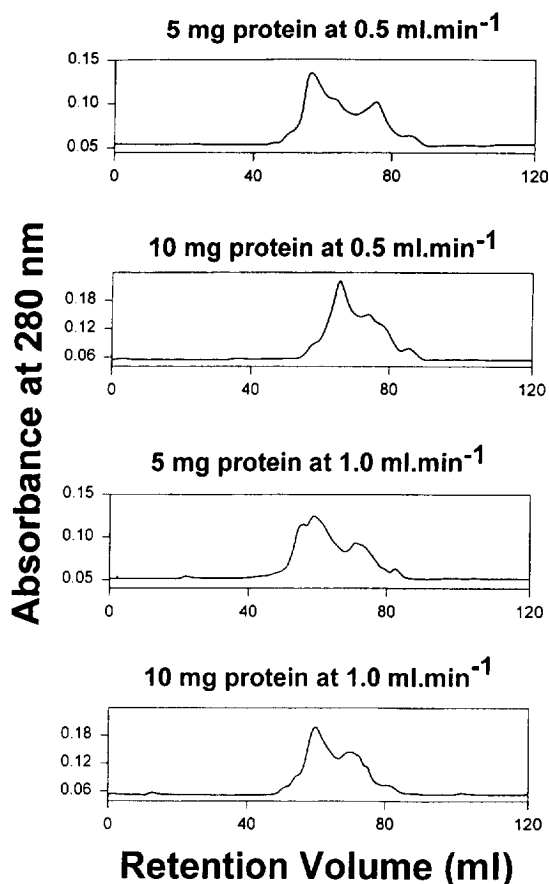 5 mg protein at 0.5 ml.min-1
0.15
0.10
0.05
0 40 80 120
10 mg protein at 0.5 ml.min-1
0.18
0.12
0.06
0 40 80 120
5 mg protein at 1.0 ml.min-1
0.15
0.10
0.05
0 40 80 120
10 mg protein at 1.0 ml.min-1
0.18
0.12
0.06
0 40 80 120
Absorbance at 280 nm
Retention Volume (ml)